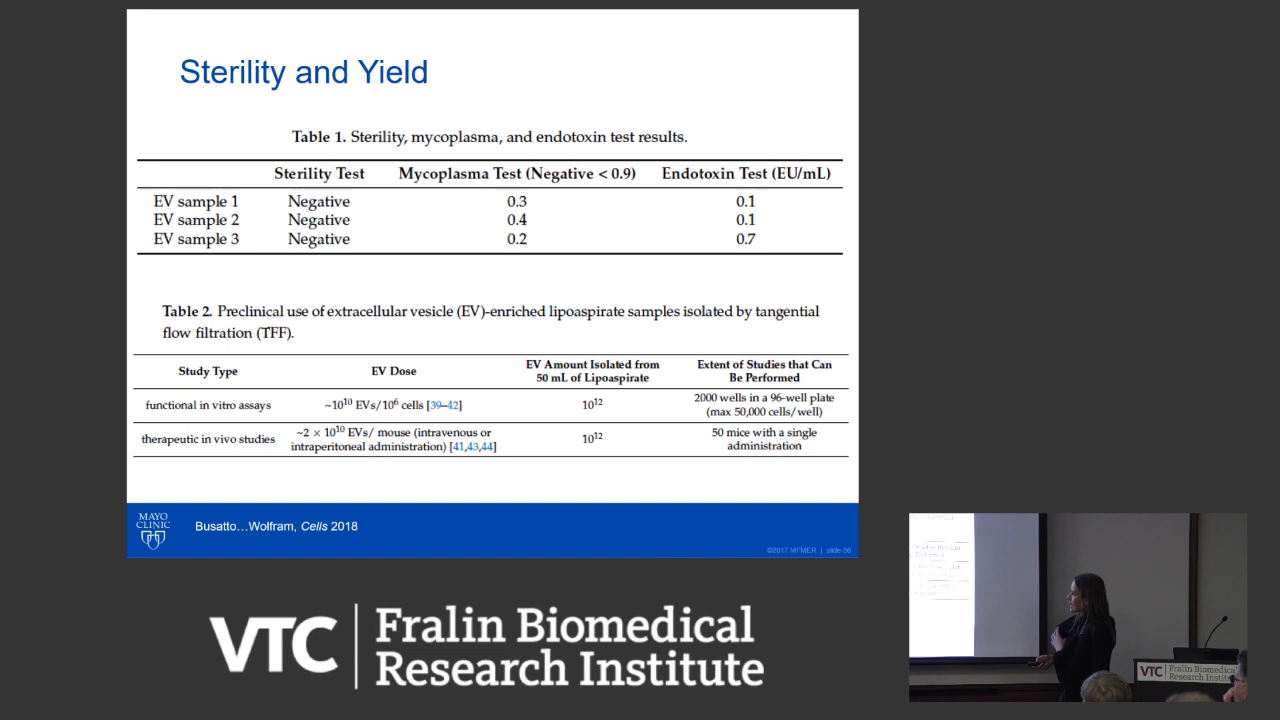 Sterility and Yield
Table 1. Sterility, mycoplasma, and endotoxin test results.
Sterility Test Mycoplasma Test (Negative < 0.9) Endotoxin Test (EU/mL)
EV sample 1 Negative 0.3 0.1
EV sample 2 Negative 0.4 0.1
EV sample 3 Negative 0.2 0.7
Table 2. Preclinical use of extracellular vesicle (EV)-enriched lipoaspirate samples isolated by tangential
flow filtration (TFF).
Study Type EV Dose EV Amount Isolated from
50 mL of Lipoaspirate Extent of Studies that Can
Be Performed
functional in vitro assays ~10¹⁰ EVs/10⁶ cells [39–42] 10¹² 2000 wells in a 96-well plate
(max 50,000 cells/well)
therapeutic in vivo studies ~2 × 10¹⁰ EVs/ mouse (intravenous or
intraperitoneal administration) [41,43,44] 10¹² 50 mice with a single
administration
MAYO
CLINIC
Busatto…Wolfram, Cells 2018
©2017 MFMER | slide-56
VTC Fralin Biomedical
Research Institute
VTC Fralin Biomedical
Research